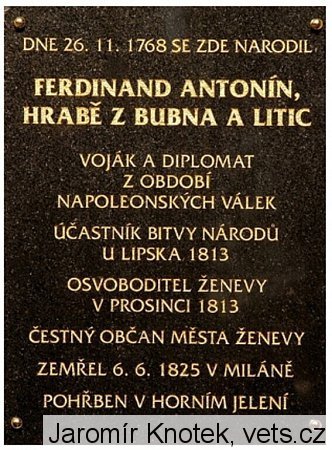 DNE 26. 11. 1768 SE ZDE NARODIL
FERDINAND ANTONÍN,
HRABĚ Z BUBNA A LITIC
VOJÁK A DIPLOMAT
Z OBDOBÍ
NAPOLEONSKÝCH VÁLEK
ÚČASTNÍK BITVY NÁRODŮ
U LIPSKA 1813
OSVOBODITEL ŽENEVY
V PROSINCI 1813
ČESTNÝ OBČAN MĚSTA ŽENEVY
ZEMŘEL 6. 6. 1825 V MILÁNĚ
POHŘBEN V HORNÍM JELENÍ
Jaromír Knotek, vets.cz